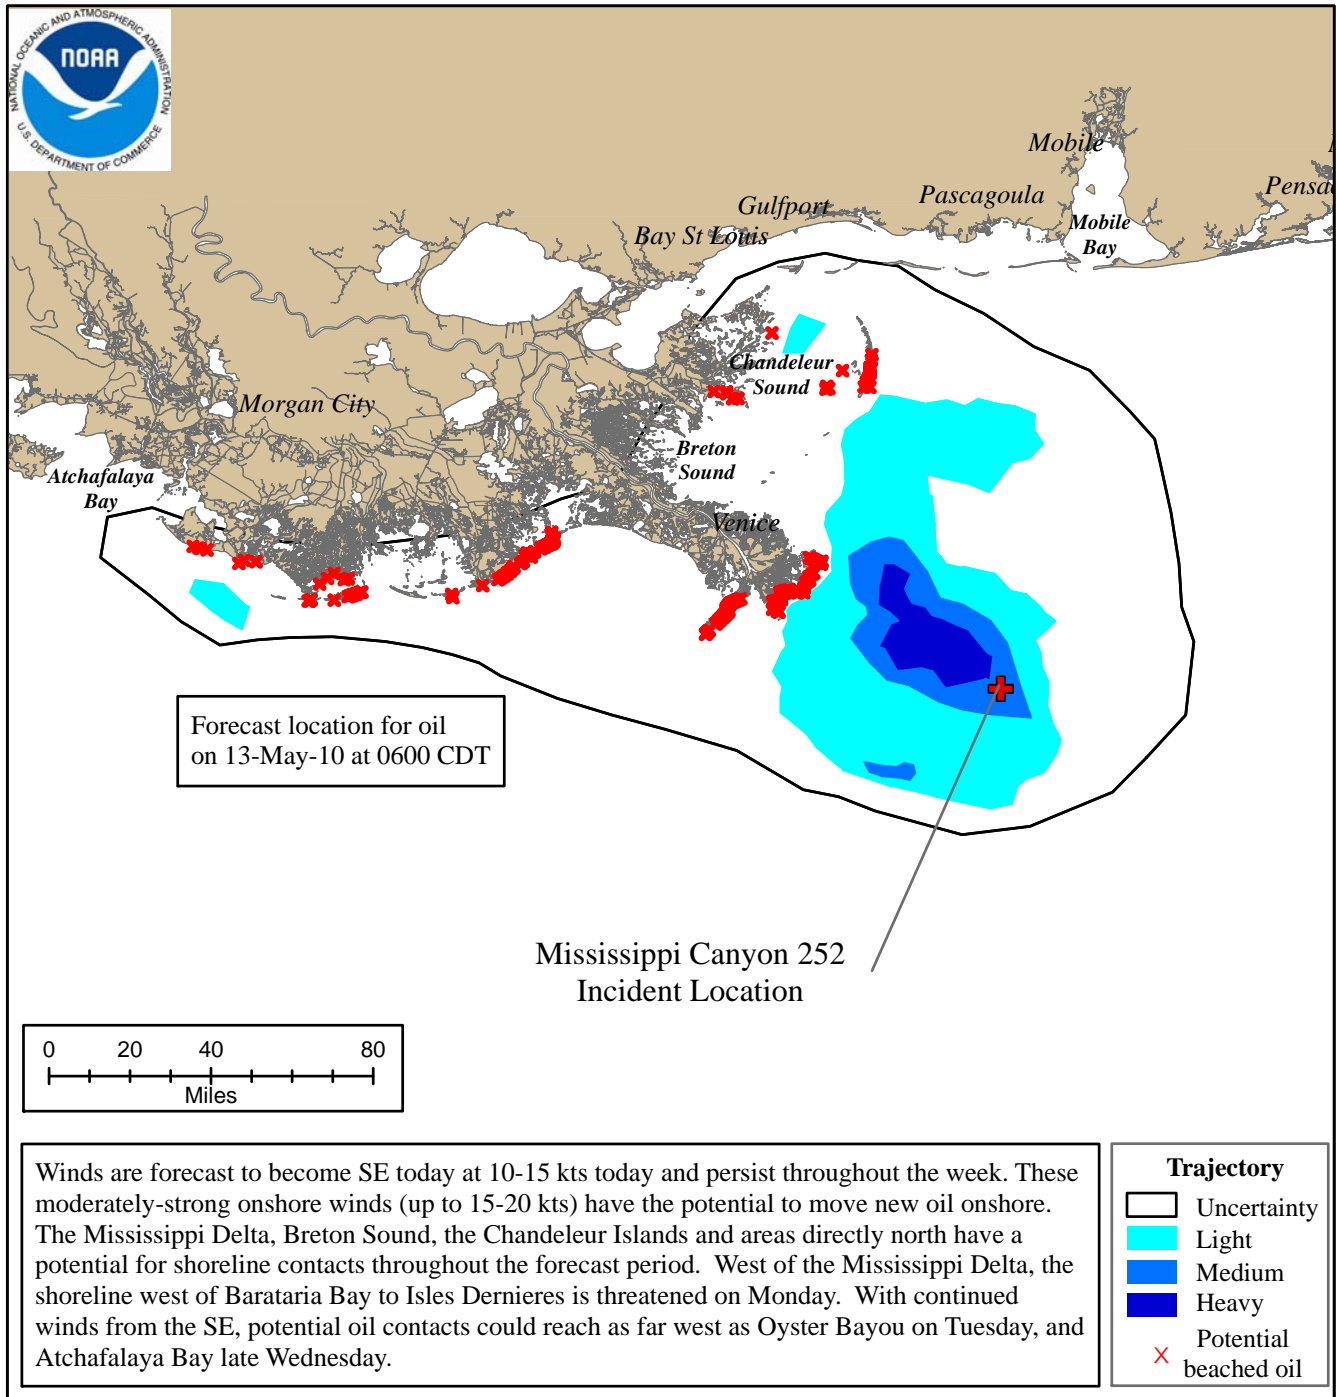 NATIONAL OCEANIC AND ATMOSPHERIC ADMINISTRATION
NOAA
U.S. DEPARTMENT OF COMMERCE
Mobile
Pascagoula
Gulfport
Bay St Louis
Mobile
Bay
Chandeleur
Sound
Morgan City
Breton
Sound
Atchafalaya
Bay
Venice
Forecast location for oil
on 13-May-10 at 0600 CDT
Mississippi Canyon 252
Incident Location
0 20 40 80
Miles
Winds are forecast to become SE today at 10-15 kts today and persist throughout the week. These
moderately-strong onshore winds (up to 15-20 kts) have the potential to move new oil onshore.
The Mississippi Delta, Breton Sound, the Chandeleur Islands and areas directly north have a
potential for shoreline contacts throughout the forecast period. West of the Mississippi Delta, the
shoreline west of Barataria Bay to Isles Dernieres is threatened on Monday. With continued
winds from the SE, potential oil contacts could reach as far west as Oyster Bayou on Tuesday, and
Atchafalaya Bay late Wednesday.
Trajectory
Uncertainty
Light
Medium
Heavy
Potential
beached oil